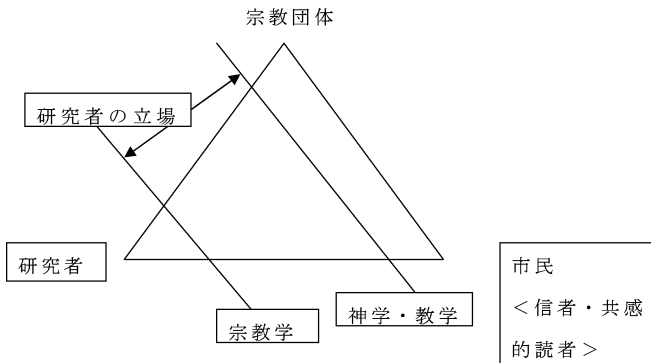 宗教団体
研究者の立場
研究者
市民
<信者・共感
的読者>
神学・教学
宗教学